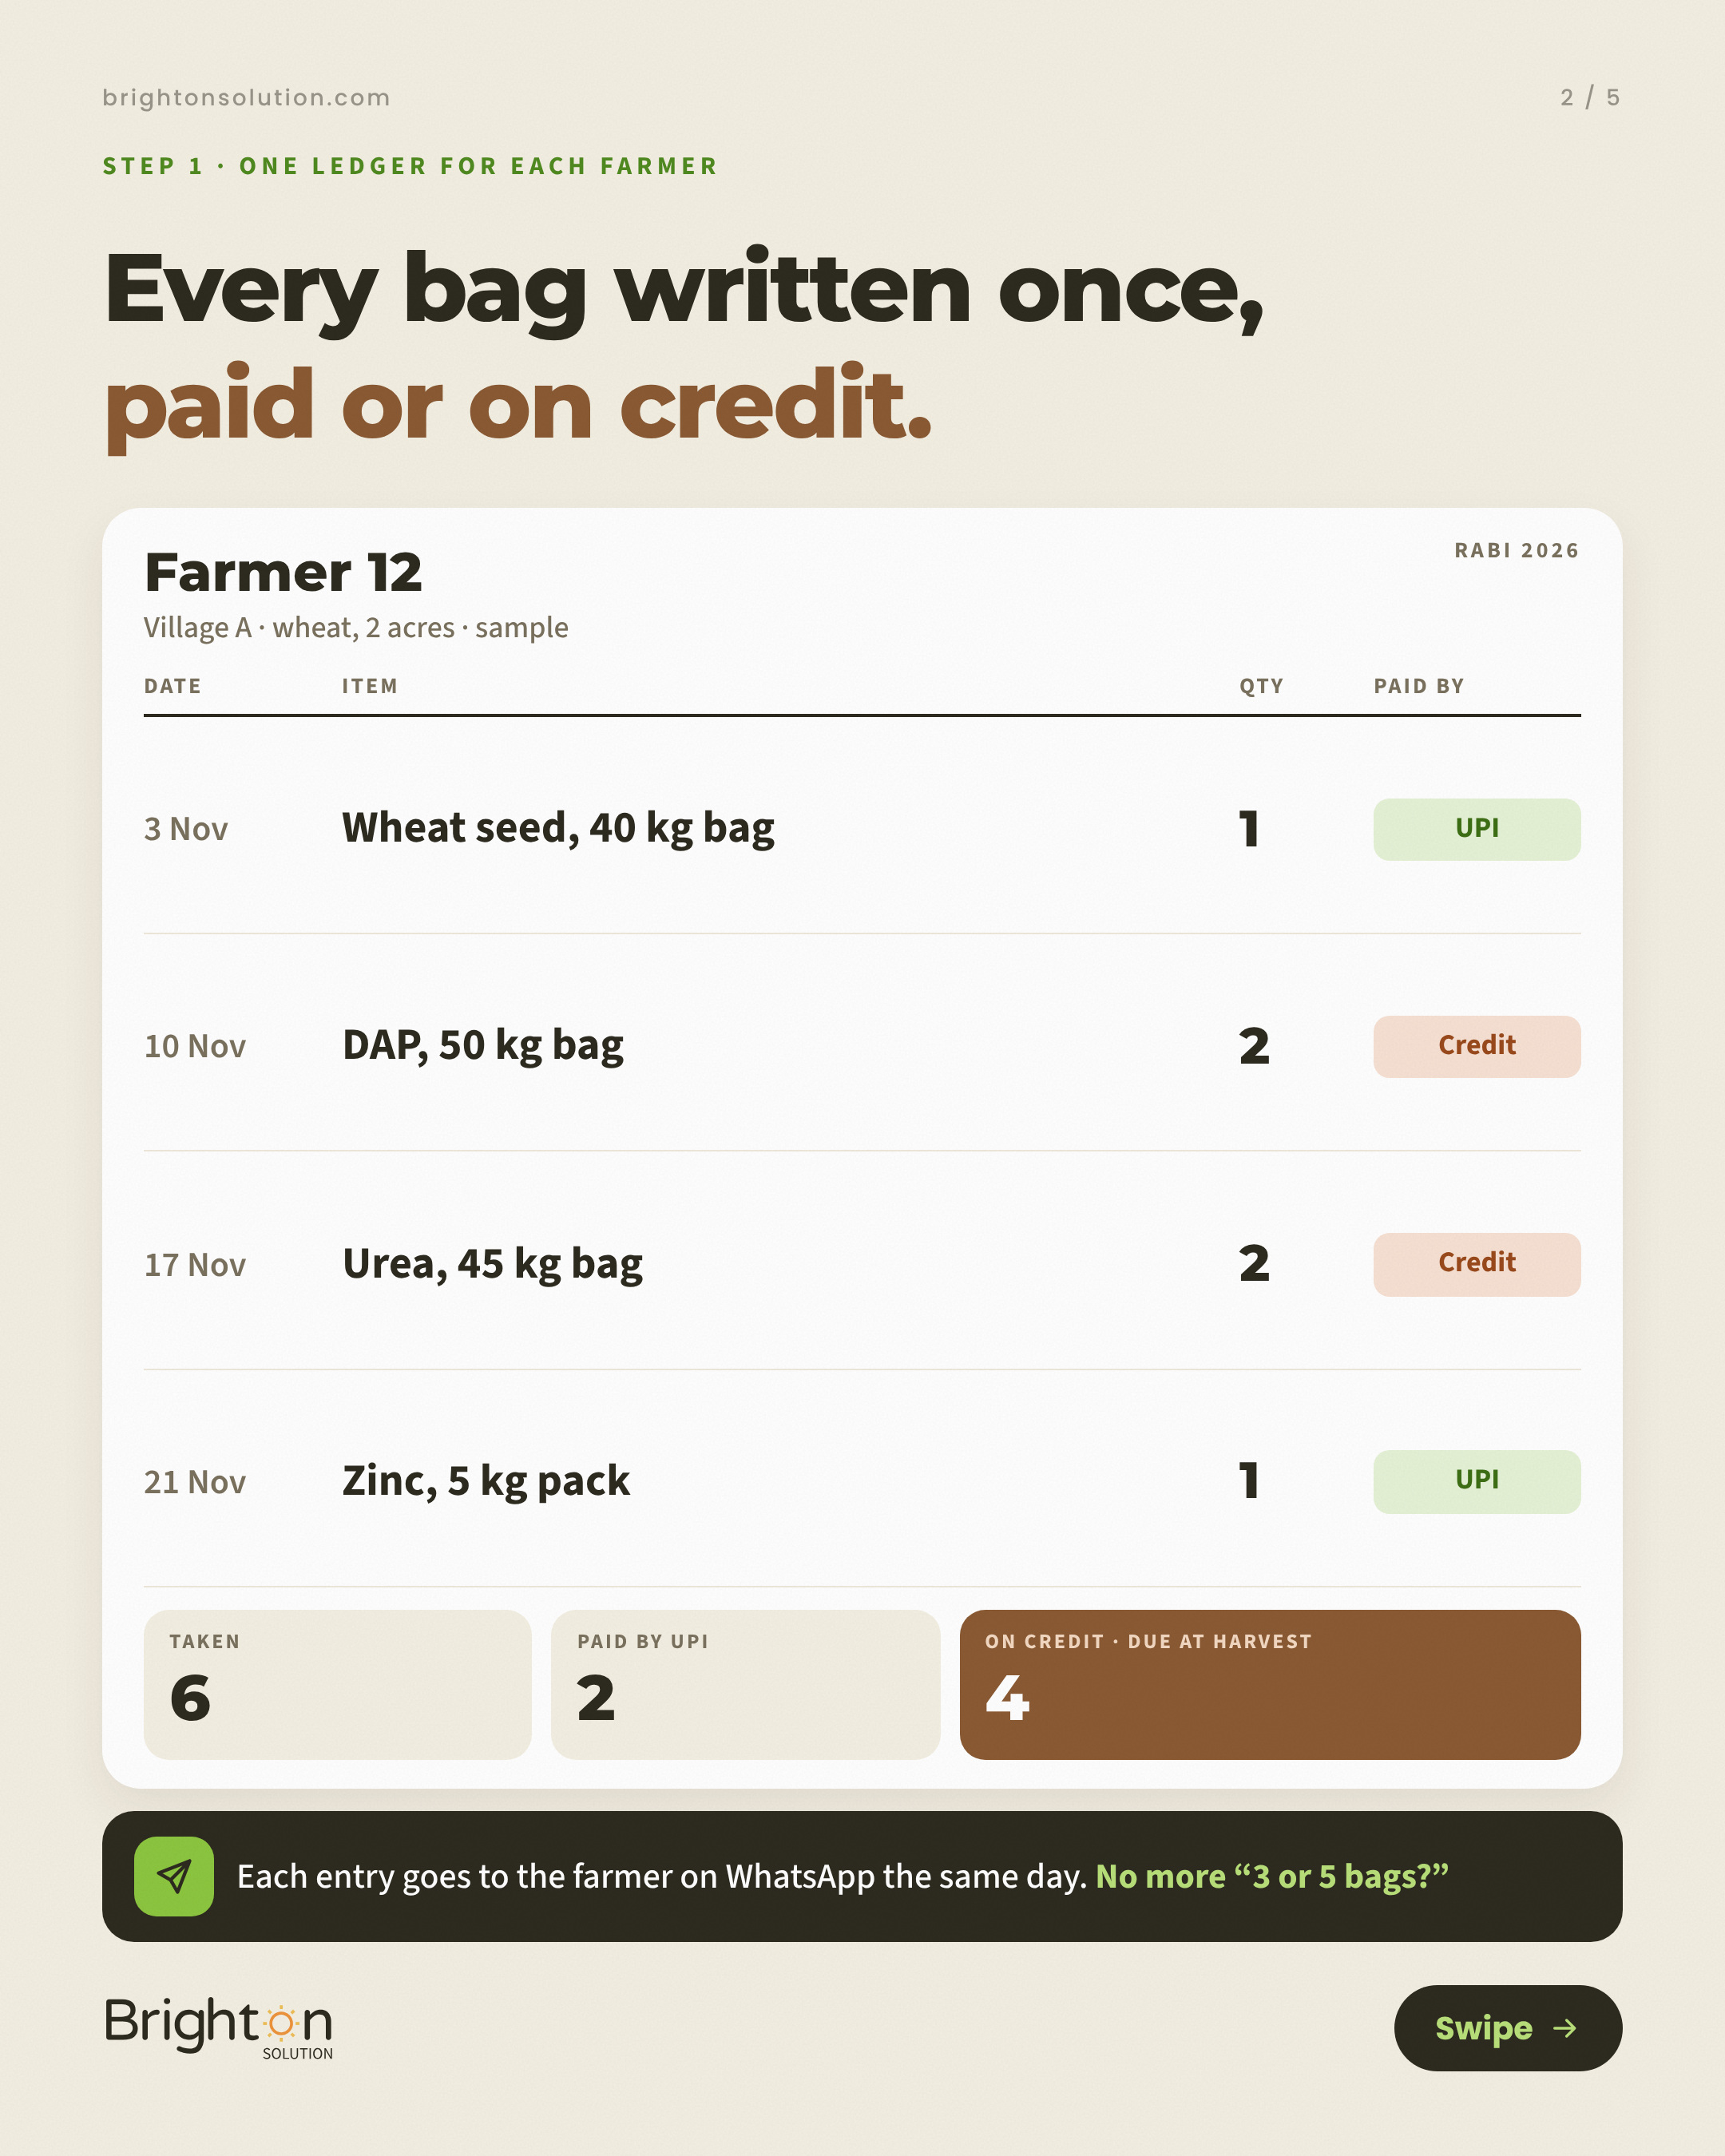 brightonsolution.com
2 / 5
STEP 1 · ONE LEDGER FOR EACH FARMER
Every bag written once,
paid or on credit.
Farmer 12
RABI 2026
Village A · wheat, 2 acres · sample
DATE ITEM QTY PAID BY
3 Nov Wheat seed, 40 kg bag 1 UPI
10 Nov DAP, 50 kg bag 2 Credit
17 Nov Urea, 45 kg bag 2 Credit
21 Nov Zinc, 5 kg pack 1 UPI
TAKEN
6
PAID BY UPI
2
ON CREDIT · DUE AT HARVEST
4
Each entry goes to the farmer on WhatsApp the same day. No more “3 or 5 bags?”
Brighton
SOLUTION
Swipe →